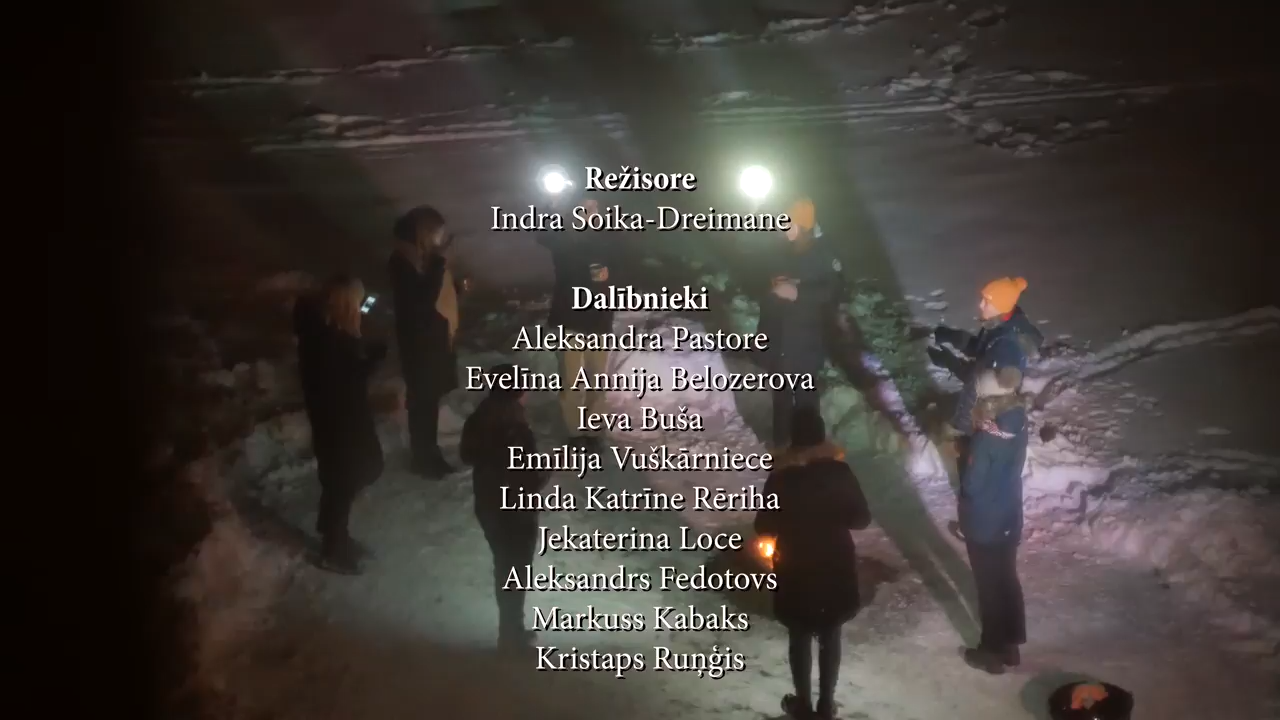 Režisore
Indra Soika-Dreimane
Dalībnieki
Aleksandra Pastore
Evelīna Annija Belozerova
Ieva Buša
Emīlija Vuškārniece
Linda Katrīne Rēriha
Jekaterina Loce
Aleksandrs Fedotovs
Markuss Kabaks
Kristaps Ruņģis